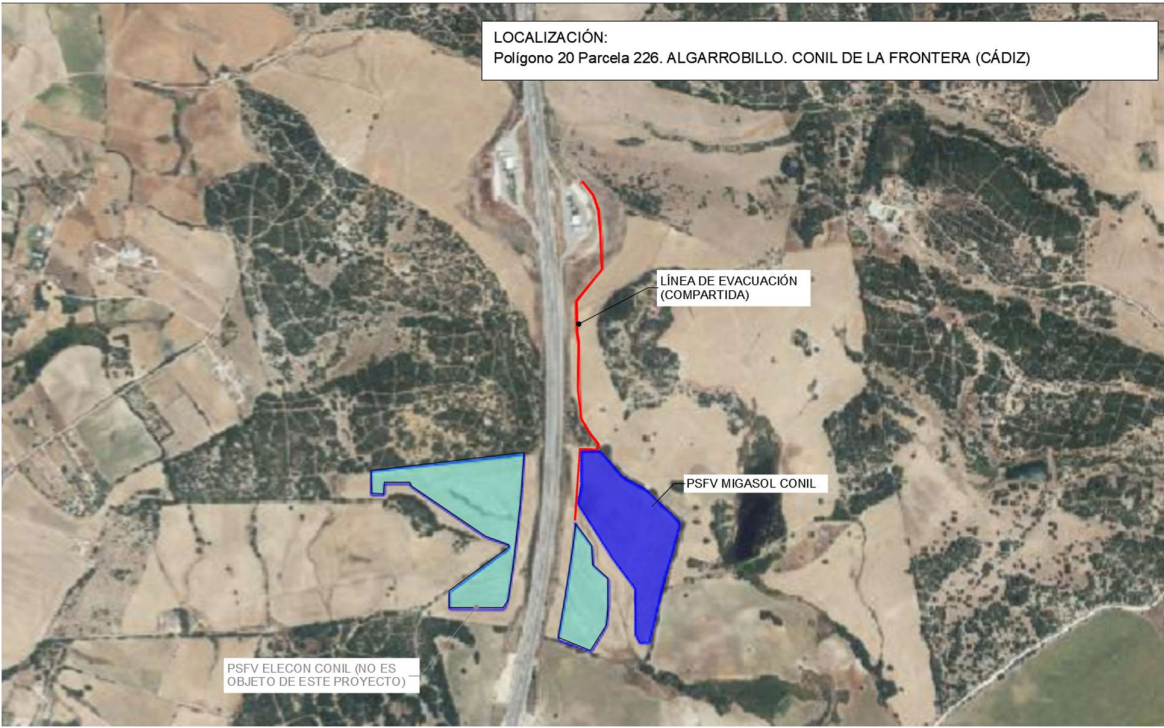 LOCALIZACIÓN:
Polígono 20 Parcela 226. ALGARROBILLO. CONIL DE LA FRONTERA (CÁDIZ)
LÍNEA DE EVACUACIÓN
(COMPARTIDA)
PSFV MIGASOL CONIL
PSFV ELECON CONIL (NO ES
OBJETO DE ESTE PROYECTO)